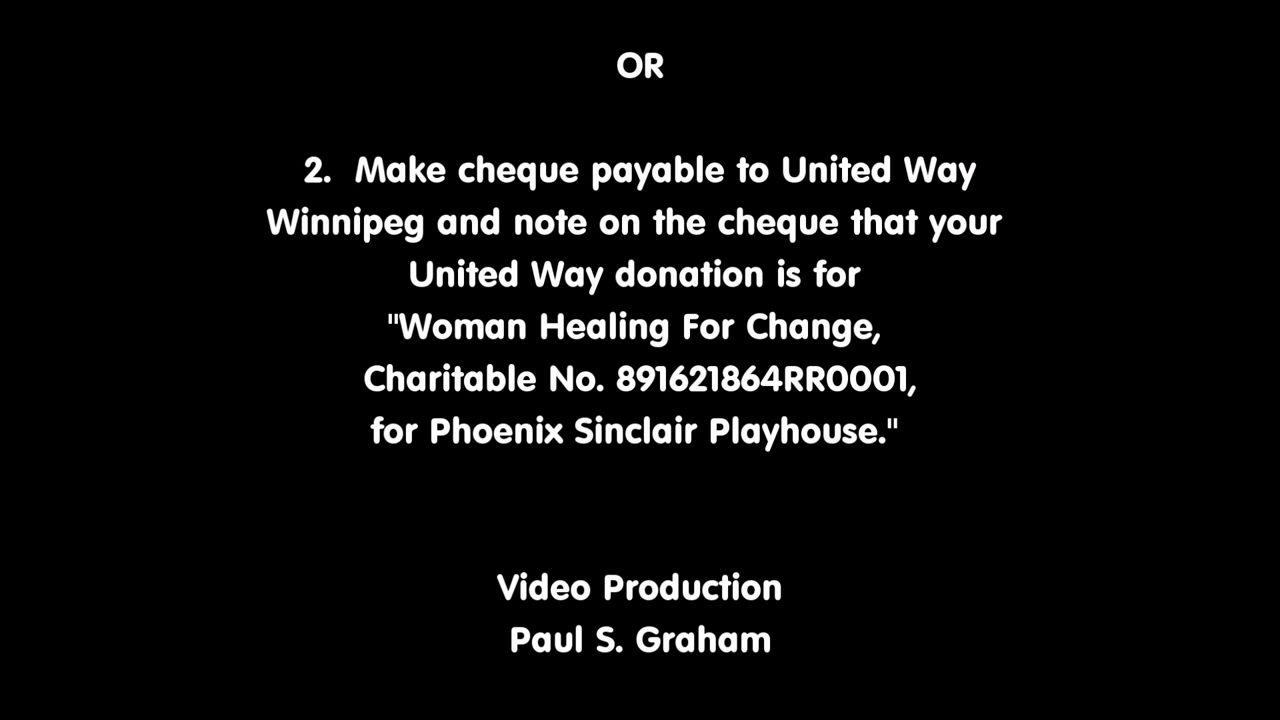 OR
2. Make cheque payable to United Way
Winnipeg and note on the cheque that your
United Way donation is for
"Woman Healing For Change,
Charitable No. 891621864RR0001,
for Phoenix Sinclair Playhouse."
Video Production
Paul S. Graham